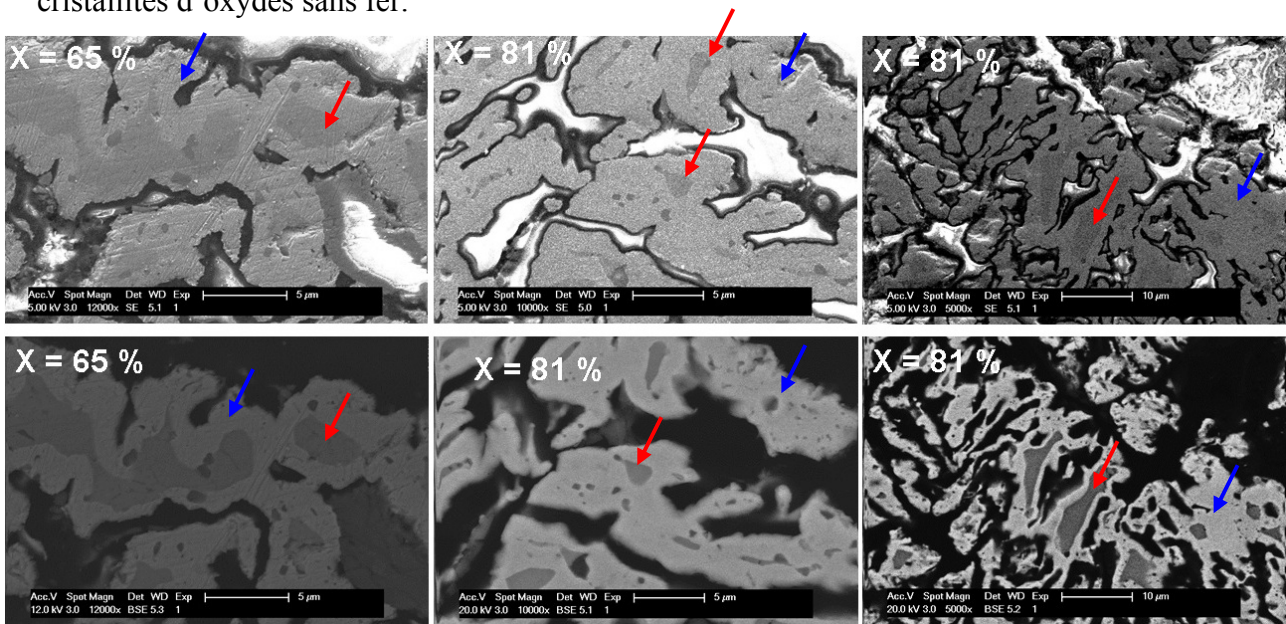 cristallites d'oxydes sans fer.
X = 65 %
X = 81 %
X = 81 %
Acc.V Spot Magn Det WD Exp 5 µm
5.00 kV 3.0 12000x SE 5.1 1
Acc.V Spot Magn Det WD Exp 5 µm
5.00 kV 3.0 10000x SE 5.0 1
Acc.V Spot Magn Det WD Exp 10 µm
5.00 kV 3.0 5000x SE 5.1 1
X = 65 %
X = 81 %
X = 81 %
Acc.V Spot Magn Det WD Exp 5 µm
12.0 kV 3.0 12000x BSE 5.3 1
Acc.V Spot Magn Det WD Exp 5 µm
20.0 kV 3.0 10000x BSE 5.1 1
Acc.V Spot Magn Det WD Exp 10 µm
20.0 kV 3.0 5000x BSE 5.2 1